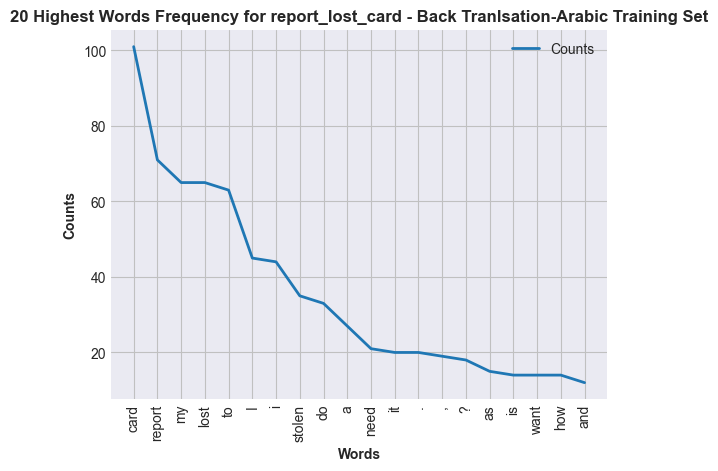 20 Highest Words Frequency for report_lost_card - Back Tranlsation-Arabic Training Set
Counts
Counts
100
80
60
40
20
card
report
my
lost
to
I
i
stolen
do
a
need
it
.
,
?
as
is
want
how
and
Words